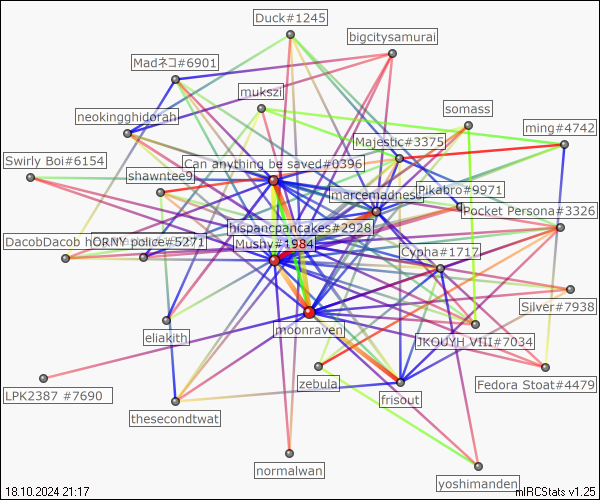 Duck#1245
bigcitysamurai
Madネコ#6901
mukszi
somass
neokingghidorah
ming#4742
Majestic#3375
Swirly Boi#6154
Can anything be saved#0396
shawntee9
Pikabro#9971
marcemadness
Pocket Persona#3326
hispancpancakes#2928
DacobDacob h
HORNY police#5271
Mushy#1984
Cypha#1717
Silver#7938
moonraven
eliakith
JKOUYH VIII#7034
zebula
Fedora Stoat#4479
LPK2387 #7690
frisout
thesecondtwat
normalwan
yoshimanden
18.10.2024 21:17
mIRCStats v1.25